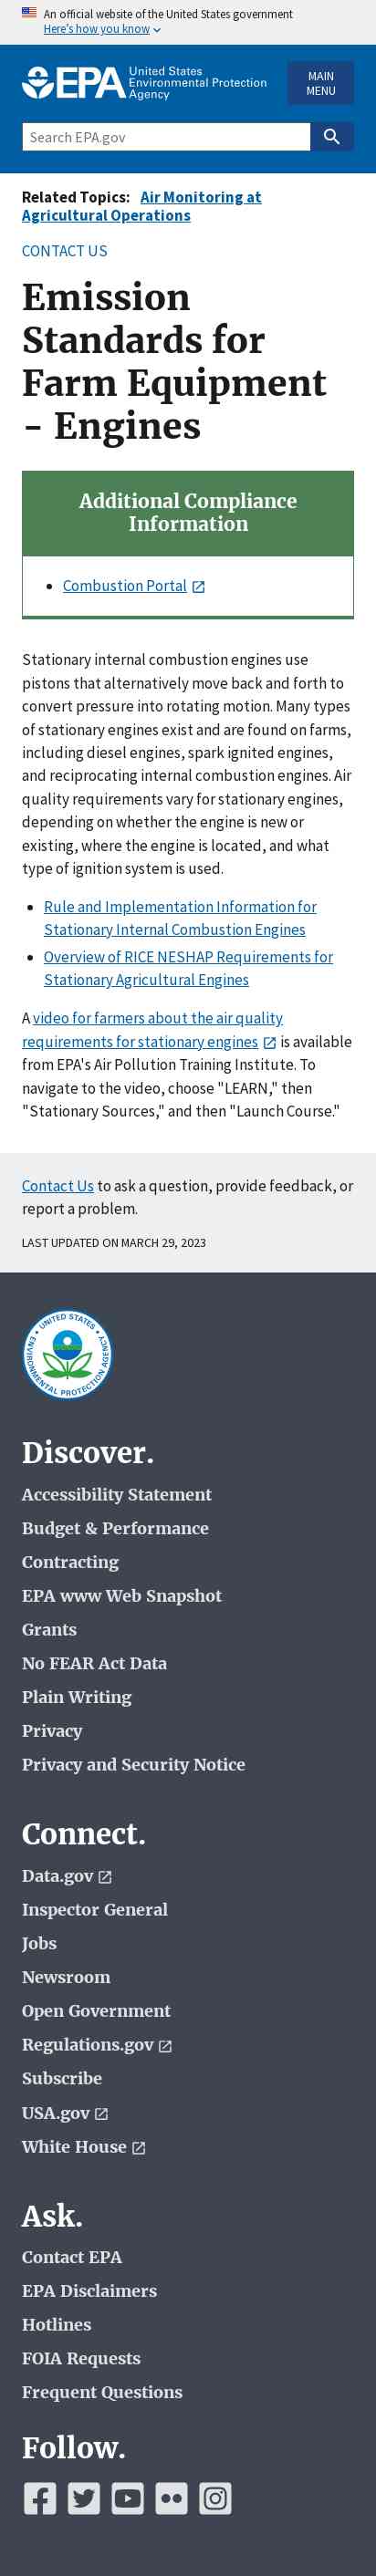 An official website of the United States government
Here's how you know
EPA United States
Environmental Protection
Agency
MAIN
MENU
Search EPA.gov
Related Topics: Air Monitoring at
Agricultural Operations
CONTACT US
Emission
Standards for
Farm Equipment
- Engines
Additional Compliance
Information
Combustion Portal
Stationary internal combustion engines use
pistons that alternatively move back and forth to
convert pressure into rotating motion. Many types
of stationary engines exist and are found on farms,
including diesel engines, spark ignited engines,
and reciprocating internal combustion engines. Air
quality requirements vary for stationary engines,
depending on whether the engine is new or
existing, where the engine is located, and what
type of ignition system is used.
Rule and Implementation Information for
Stationary Internal Combustion Engines
Overview of RICE NESHAP Requirements for
Stationary Agricultural Engines
A video for farmers about the air quality
requirements for stationary engines is available
from EPA's Air Pollution Training Institute. To
navigate to the video, choose "LEARN," then
"Stationary Sources," and then "Launch Course."
Contact Us to ask a question, provide feedback, or
report a problem.
LAST UPDATED ON MARCH 29, 2023
UNITED STATES
ENVIRONMENTAL PROTECTION AGENCY
Discover.
Accessibility Statement
Budget & Performance
Contracting
EPA www Web Snapshot
Grants
No FEAR Act Data
Plain Writing
Privacy
Privacy and Security Notice
Connect.
Data.gov
Inspector General
Jobs
Newsroom
Open Government
Regulations.gov
Subscribe
USA.gov
White House
Ask.
Contact EPA
EPA Disclaimers
Hotlines
FOIA Requests
Frequent Questions
Follow.